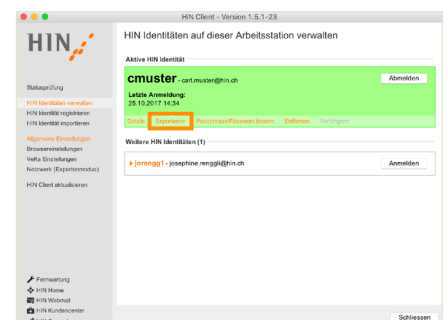 HIN Client - Version 1.5.1-23
HIN
HIN Identitäten auf dieser Arbeitsstation verwalten
Aktive HIN Identität
cmuster - carl.muster@hin.ch
Abmelden
Letzte Anmeldung:
25.10.2017 14:34
Details Exportieren Passphrase/Passwort ändern Entfernen Verlängern
Weitere HIN Identitäten (1)
jorengg1 - josephine.renggli@hin.ch
Anmelden
Statusprüfung
HIN Identitäten verwalten
HIN Identität registrieren
HIN Identität importieren
Allgemeine Einstellungen
Browsereinstellungen
VeKa Einstellungen
Netzwerk (Expertenmodus)
HIN Client aktualisieren
Fernwartung
HIN Home
HIN Webmail
HIN Kundencenter
Schliessen